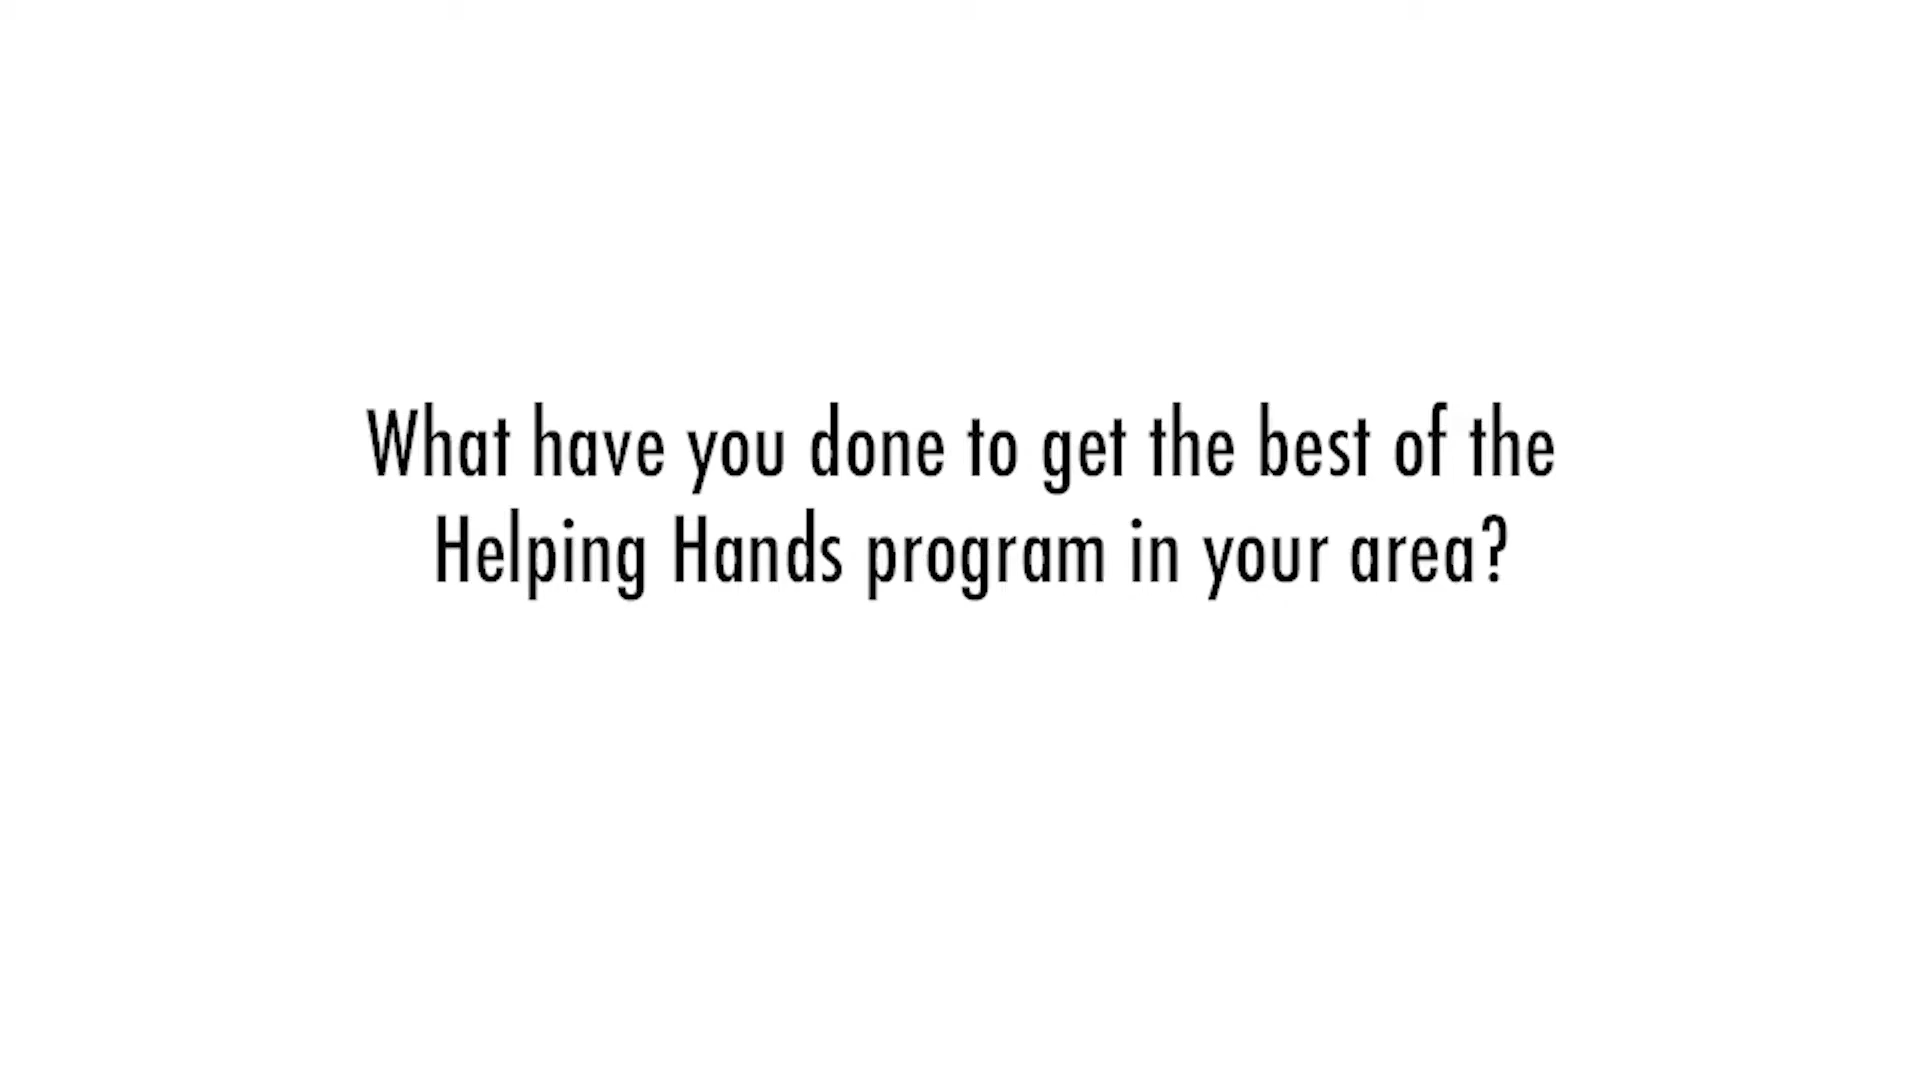 What have you done to get the best of the
Helping Hands program in your area?